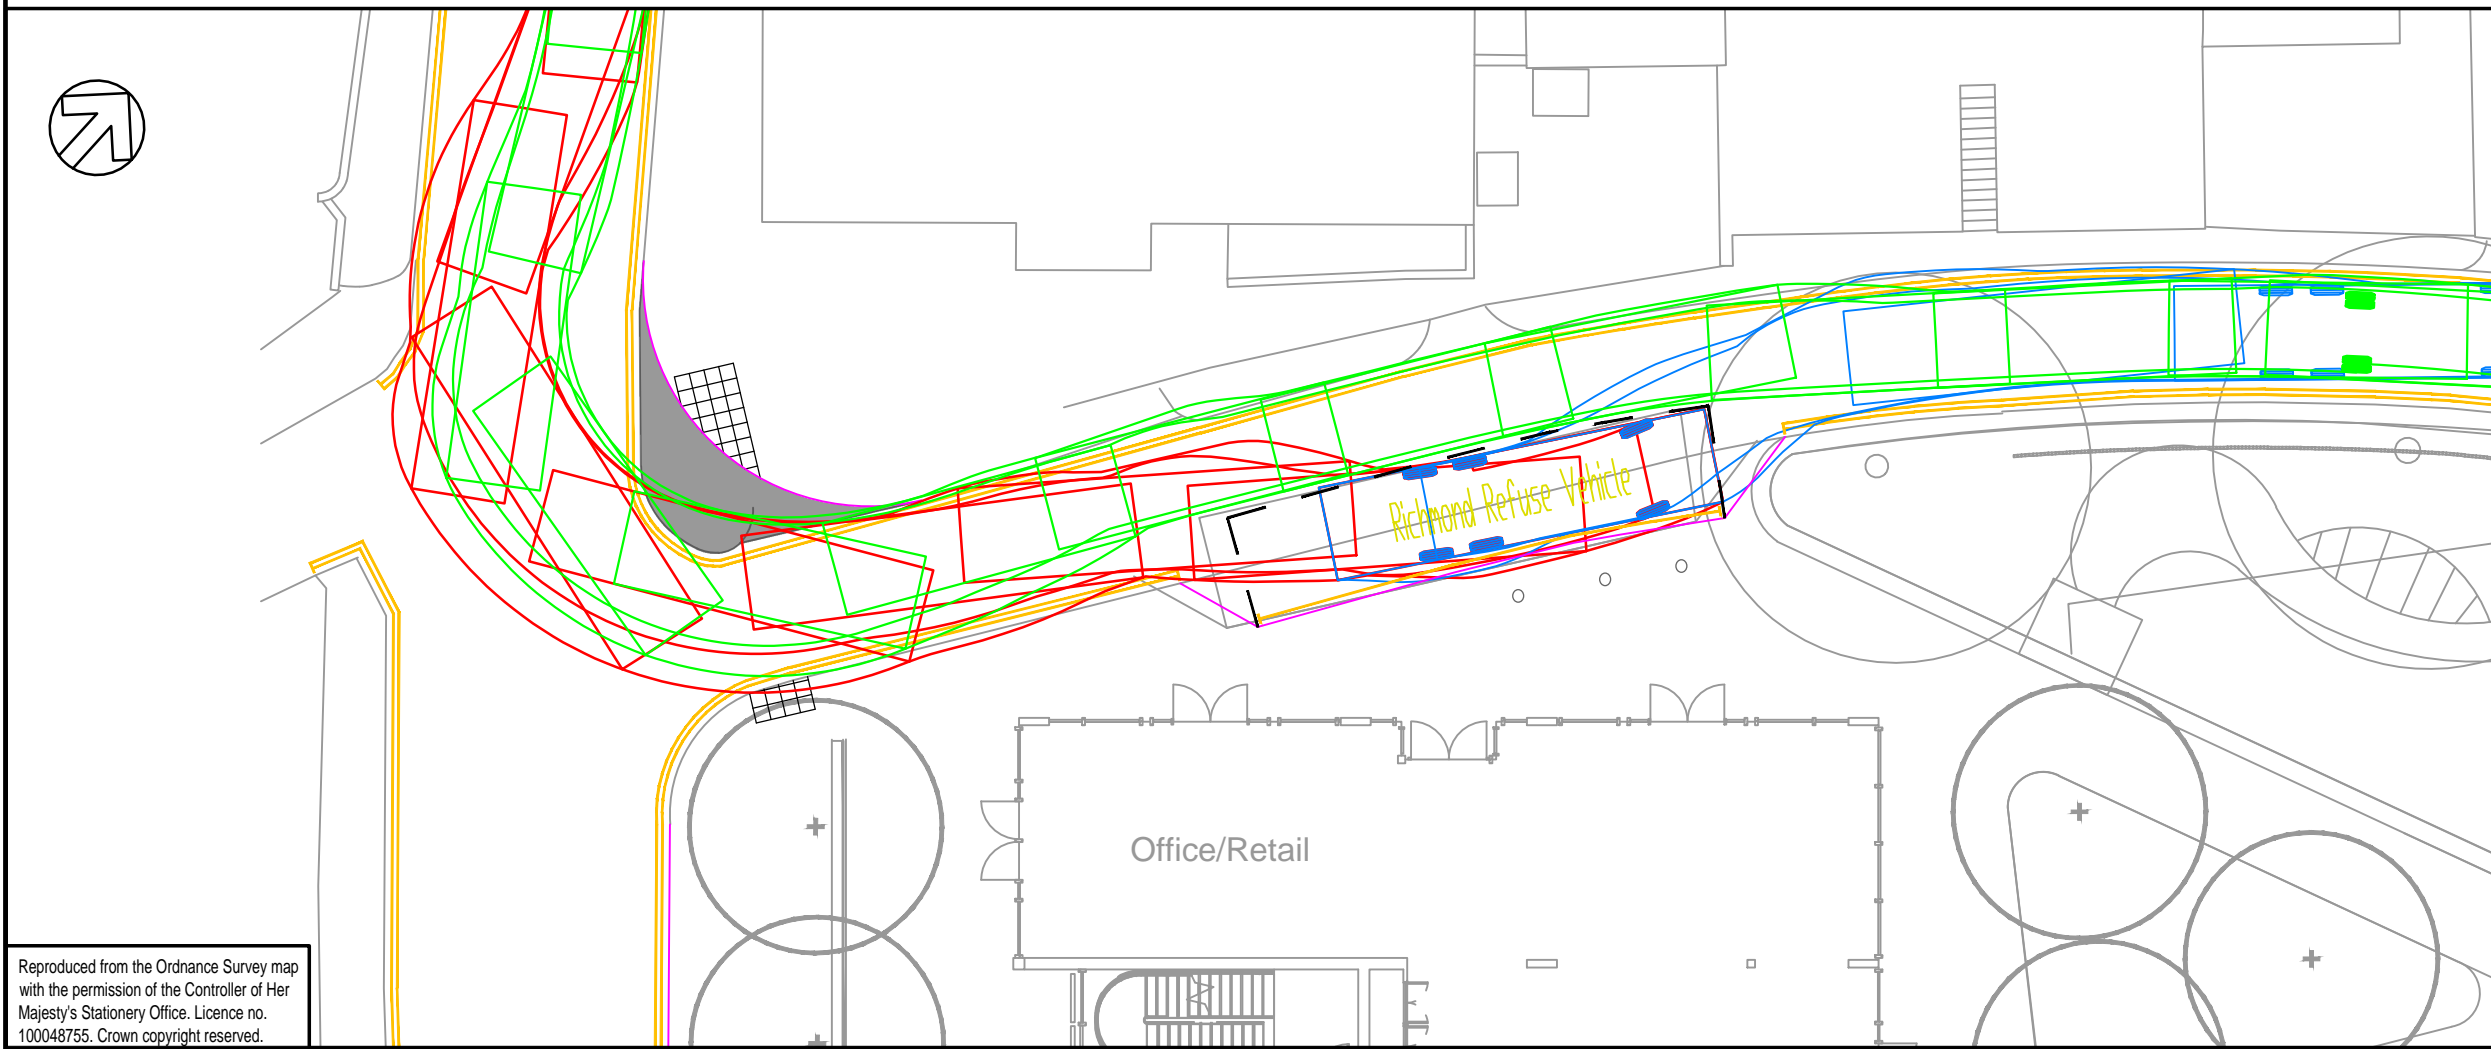 Richmond Refuse Vehicle
Office/Retail
Reproduced from the Ordnance Survey map
with the permission of the Controller of Her
Majesty's Stationery Office. Licence no.
100048755. Crown copyright reserved.